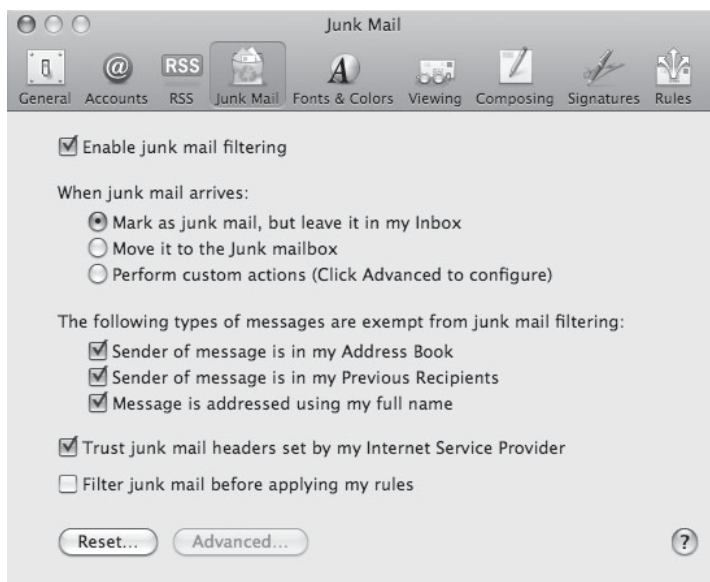 Junk Mail
@
RSS
A
General Accounts RSS Junk Mail Fonts & Colors Viewing Composing Signatures Rules
Enable junk mail filtering
When junk mail arrives:
Mark as junk mail, but leave it in my Inbox
Move it to the Junk mailbox
Perform custom actions (Click Advanced to configure)
The following types of messages are exempt from junk mail filtering:
Sender of message is in my Address Book
Sender of message is in my Previous Recipients
Message is addressed using my full name
Trust junk mail headers set by my Internet Service Provider
Filter junk mail before applying my rules
Reset... Advanced... ?